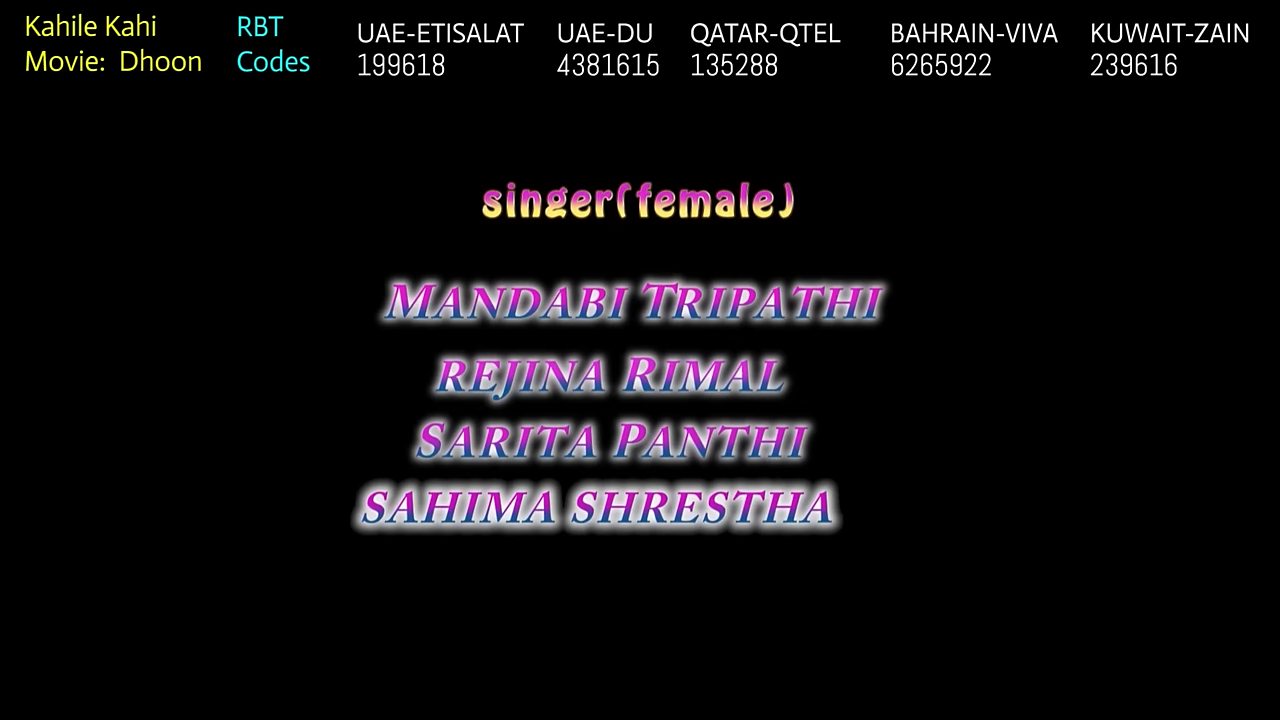 Kahile Kahi
Movie: Dhoon
RBT
Codes
UAE-ETISALAT
199618
UAE-DU
4381615
QATAR-QTEL
135288
BAHRAIN-VIVA
6265922
KUWAIT-ZAIN
239616
singer(female)
MANDABI TRIPATHI
REJINA RIMAL
SARITA PANTHI
SAHIMA SHRESTHA